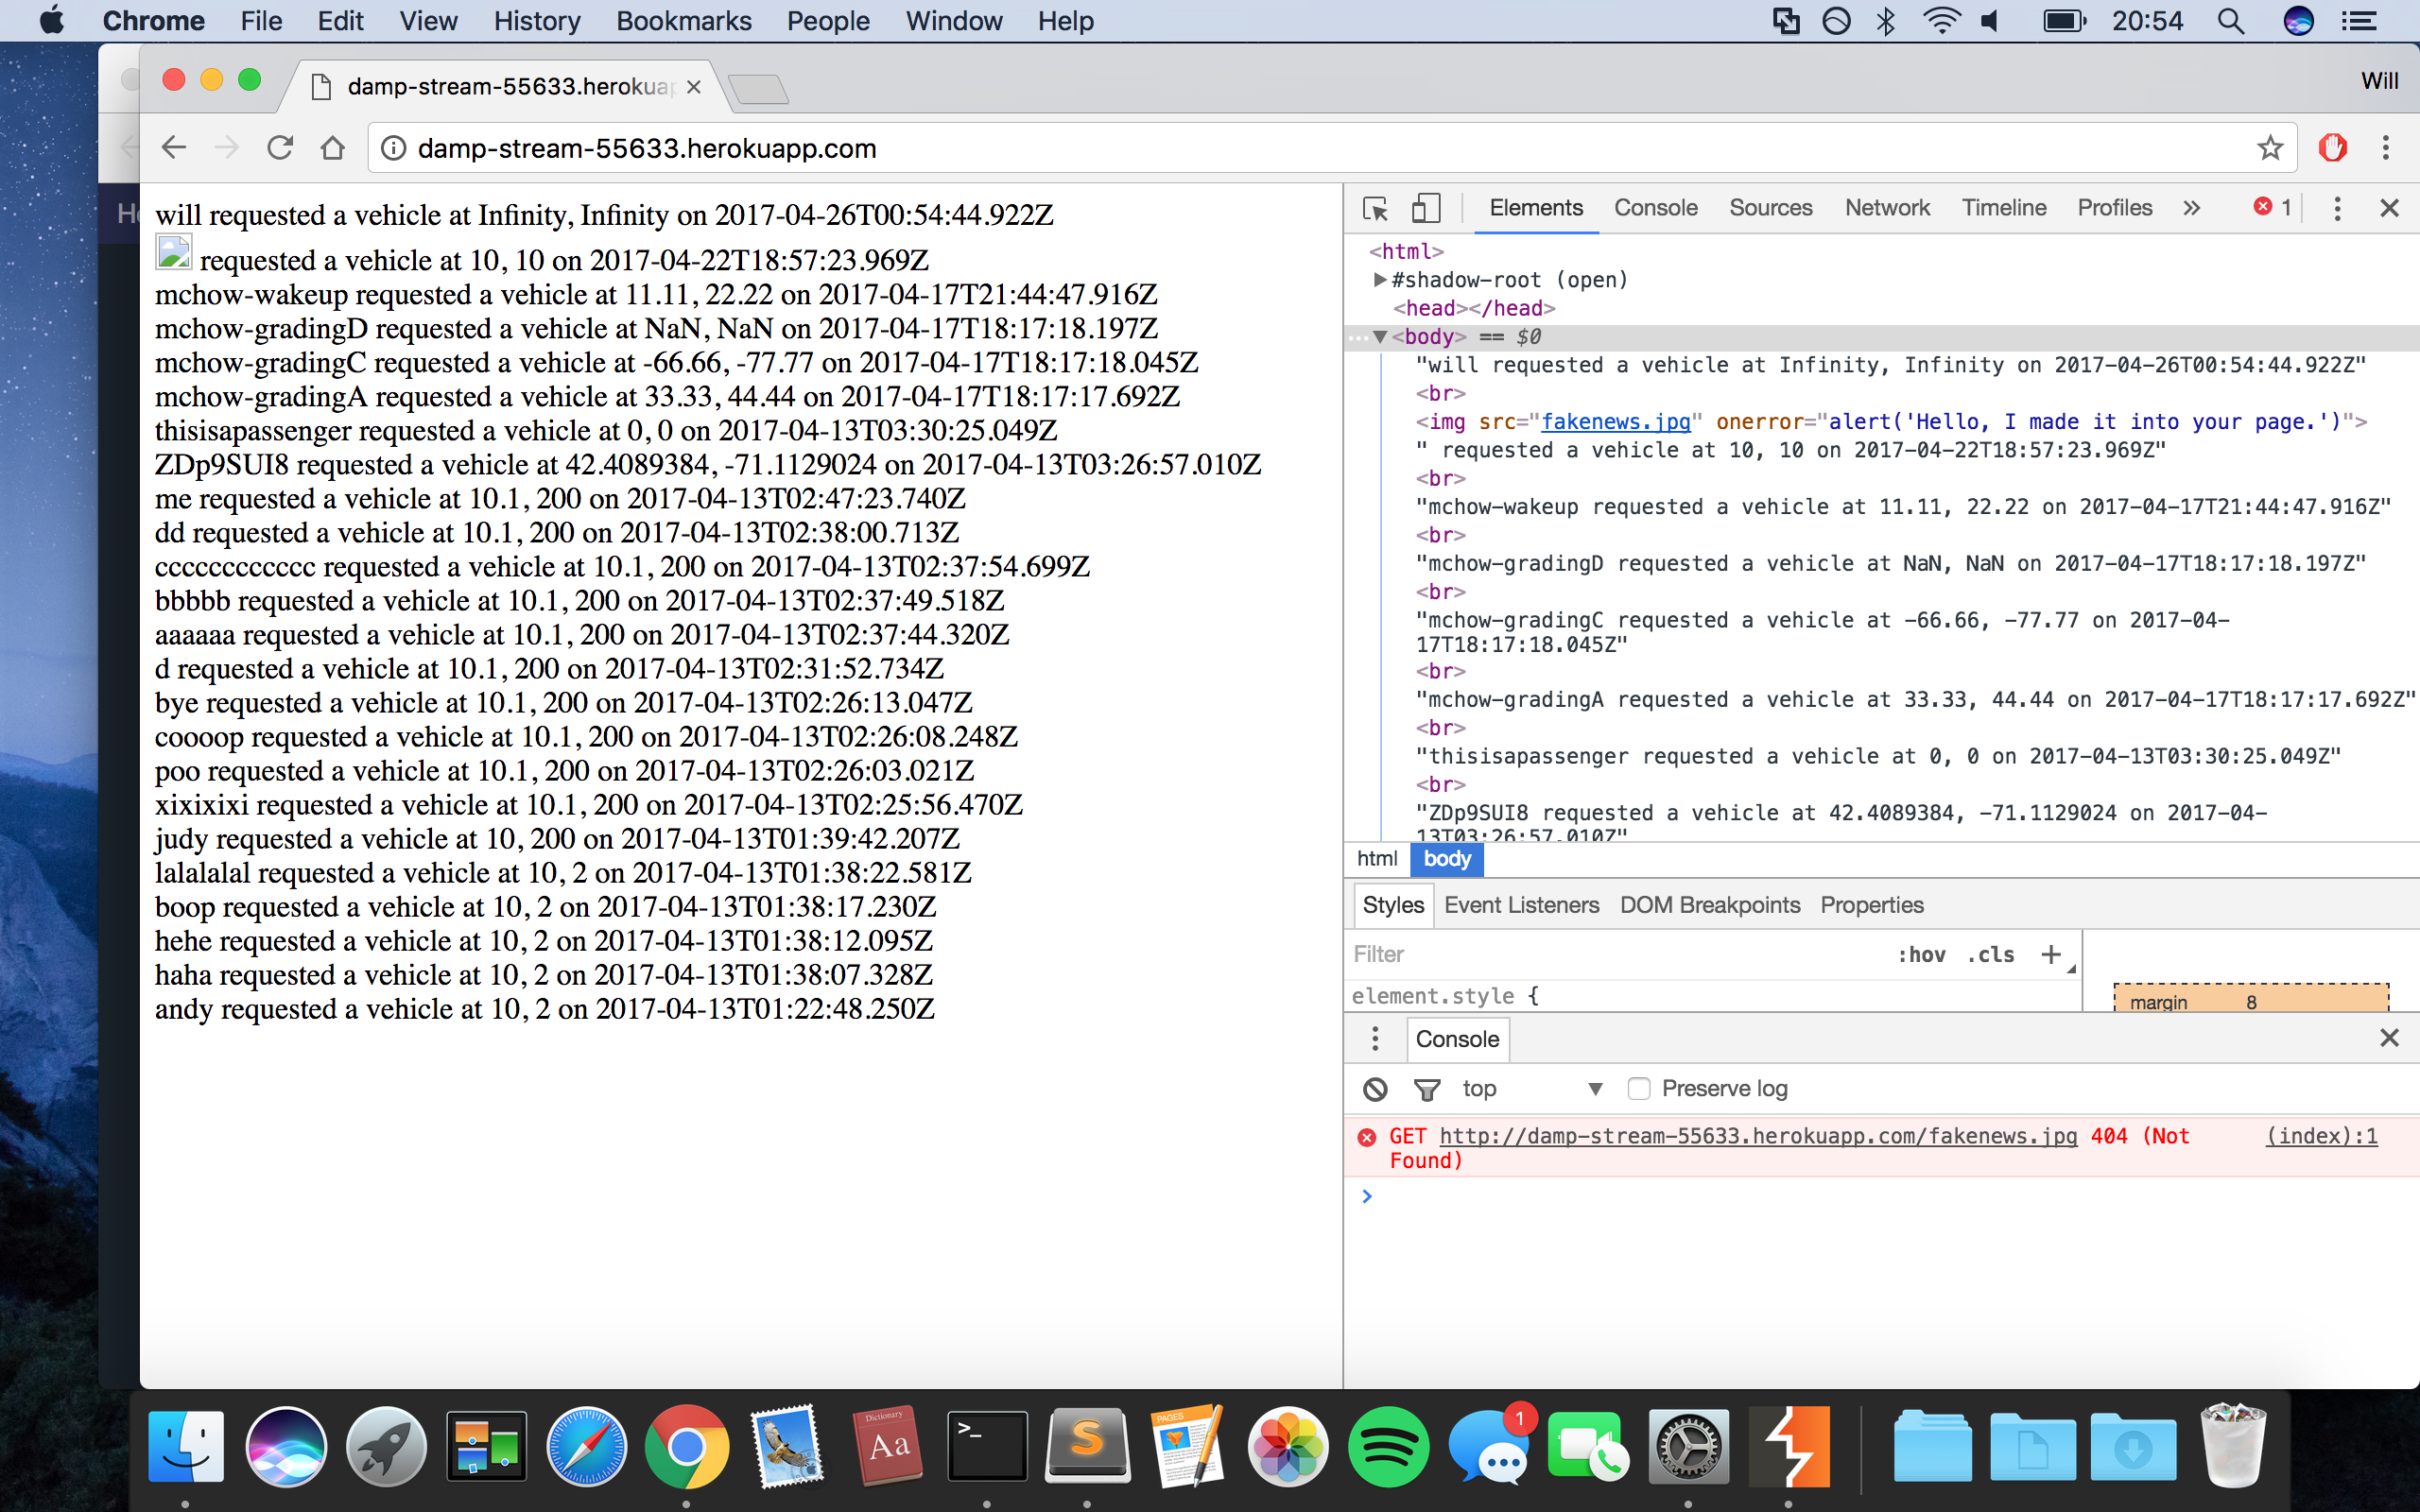 Chrome File Edit View History Bookmarks People Window Help 20:54
damp-stream-55633.herokuap Will
damp-stream-55633.herokuapp.com
will requested a vehicle at Infinity, Infinity on 2017-04-26T00:54:44.922Z
requested a vehicle at 10, 10 on 2017-04-22T18:57:23.969Z
mchow-wakeup requested a vehicle at 11.11, 22.22 on 2017-04-17T21:44:47.916Z
mchow-gradingD requested a vehicle at NaN, NaN on 2017-04-17T18:17:18.197Z
mchow-gradingC requested a vehicle at -66.66, -77.77 on 2017-04-17T18:17:18.045Z
mchow-gradingA requested a vehicle at 33.33, 44.44 on 2017-04-17T18:17:17.692Z
thisisapassenger requested a vehicle at 0, 0 on 2017-04-13T03:30:25.049Z
ZDp9SUI8 requested a vehicle at 42.4089384, -71.1129024 on 2017-04-13T03:26:57.010Z
me requested a vehicle at 10.1, 200 on 2017-04-13T02:47:23.740Z
dd requested a vehicle at 10.1, 200 on 2017-04-13T02:38:00.713Z
cccccccccccc requested a vehicle at 10.1, 200 on 2017-04-13T02:37:54.699Z
bbbbb requested a vehicle at 10.1, 200 on 2017-04-13T02:37:49.518Z
aaaaaa requested a vehicle at 10.1, 200 on 2017-04-13T02:37:44.320Z
d requested a vehicle at 10.1, 200 on 2017-04-13T02:31:52.734Z
bye requested a vehicle at 10.1, 200 on 2017-04-13T02:26:13.047Z
coooop requested a vehicle at 10.1, 200 on 2017-04-13T02:26:08.248Z
poo requested a vehicle at 10.1, 200 on 2017-04-13T02:26:03.021Z
xixixixi requested a vehicle at 10.1, 200 on 2017-04-13T02:25:56.470Z
judy requested a vehicle at 10, 200 on 2017-04-13T01:39:42.207Z
lalalalal requested a vehicle at 10, 2 on 2017-04-13T01:38:22.581Z
boop requested a vehicle at 10, 2 on 2017-04-13T01:38:17.230Z
hehe requested a vehicle at 10, 2 on 2017-04-13T01:38:12.095Z
haha requested a vehicle at 10, 2 on 2017-04-13T01:38:07.328Z
andy requested a vehicle at 10, 2 on 2017-04-13T01:22:48.250Z
Elements Console Sources Network Timeline Profiles » 1
<html>
#shadow-root (open)
<head></head>
<body> == $0
"will requested a vehicle at Infinity, Infinity on 2017-04-26T00:54:44.922Z"
<br>
<img src="fakenews.jpg" onerror="alert('Hello, I made it into your page.')">
" requested a vehicle at 10, 10 on 2017-04-22T18:57:23.969Z"
<br>
"mchow-wakeup requested a vehicle at 11.11, 22.22 on 2017-04-17T21:44:47.916Z"
<br>
"mchow-gradingD requested a vehicle at NaN, NaN on 2017-04-17T18:17:18.197Z"
<br>
"mchow-gradingC requested a vehicle at -66.66, -77.77 on 2017-04-
17T18:17:18.045Z"
<br>
"mchow-gradingA requested a vehicle at 33.33, 44.44 on 2017-04-17T18:17:17.692Z"
<br>
"thisisapassenger requested a vehicle at 0, 0 on 2017-04-13T03:30:25.049Z"
<br>
"ZDp9SUI8 requested a vehicle at 42.4089384, -71.1129024 on 2017-04-
13T03:26:57.010Z"
html body
Styles Event Listeners DOM Breakpoints Properties
Filter :hov .cls +
element.style {
margin 8
Console
top Preserve log
GET http://damp-stream-55633.herokuapp.com/fakenews.jpg 404 (Not (index):1
Found)
>
Dictionary
Aa
>_
S
PAGES
1